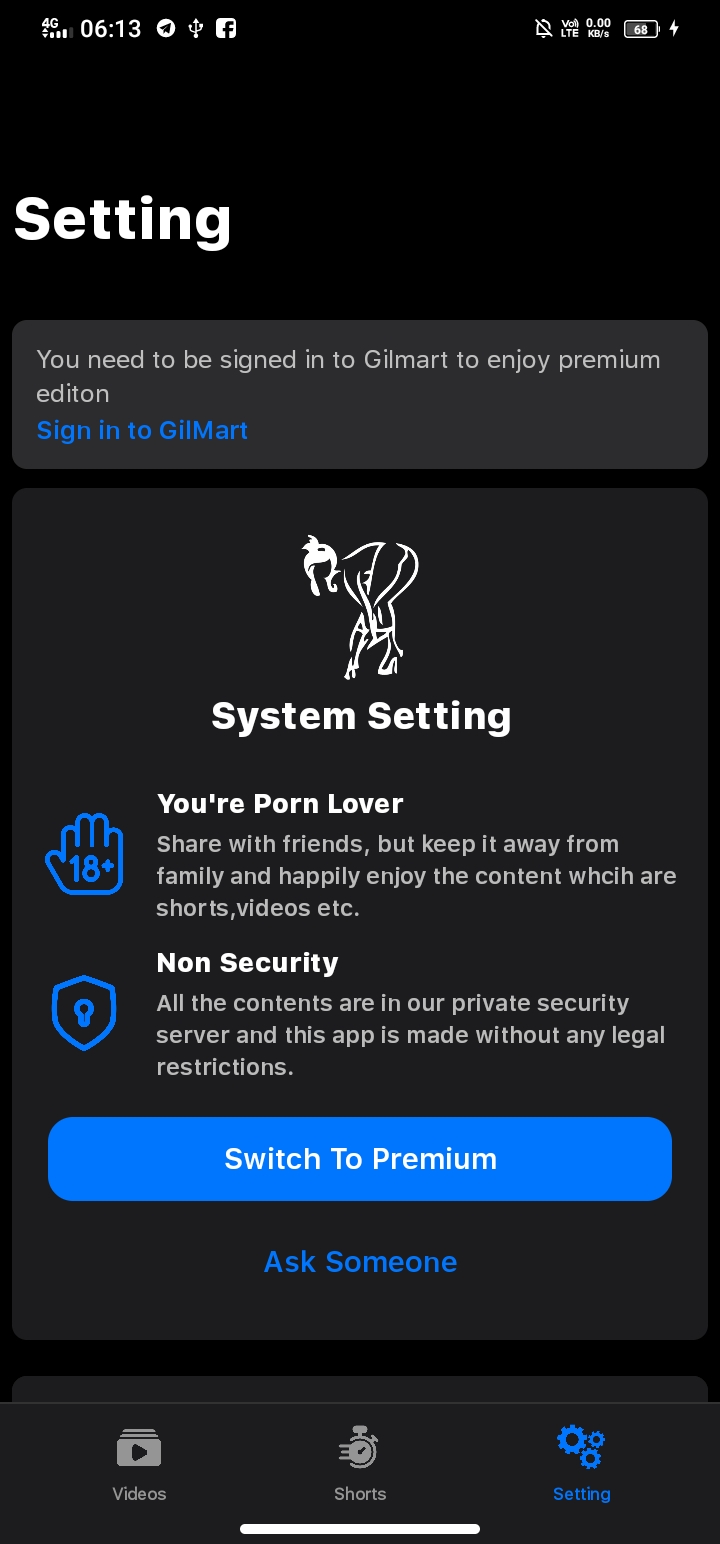 4G 06:13 Vo) LTE 0.00 KB/s 68
Setting
You need to be signed in to Gilmart to enjoy premium
editon
Sign in to GilMart
System Setting
You're Porn Lover
18+
Share with friends, but keep it away from
family and happily enjoy the content whcih are
shorts,videos etc.
Non Security
All the contents are in our private security
server and this app is made without any legal
restrictions.
Switch To Premium
Ask Someone
Videos Shorts Setting